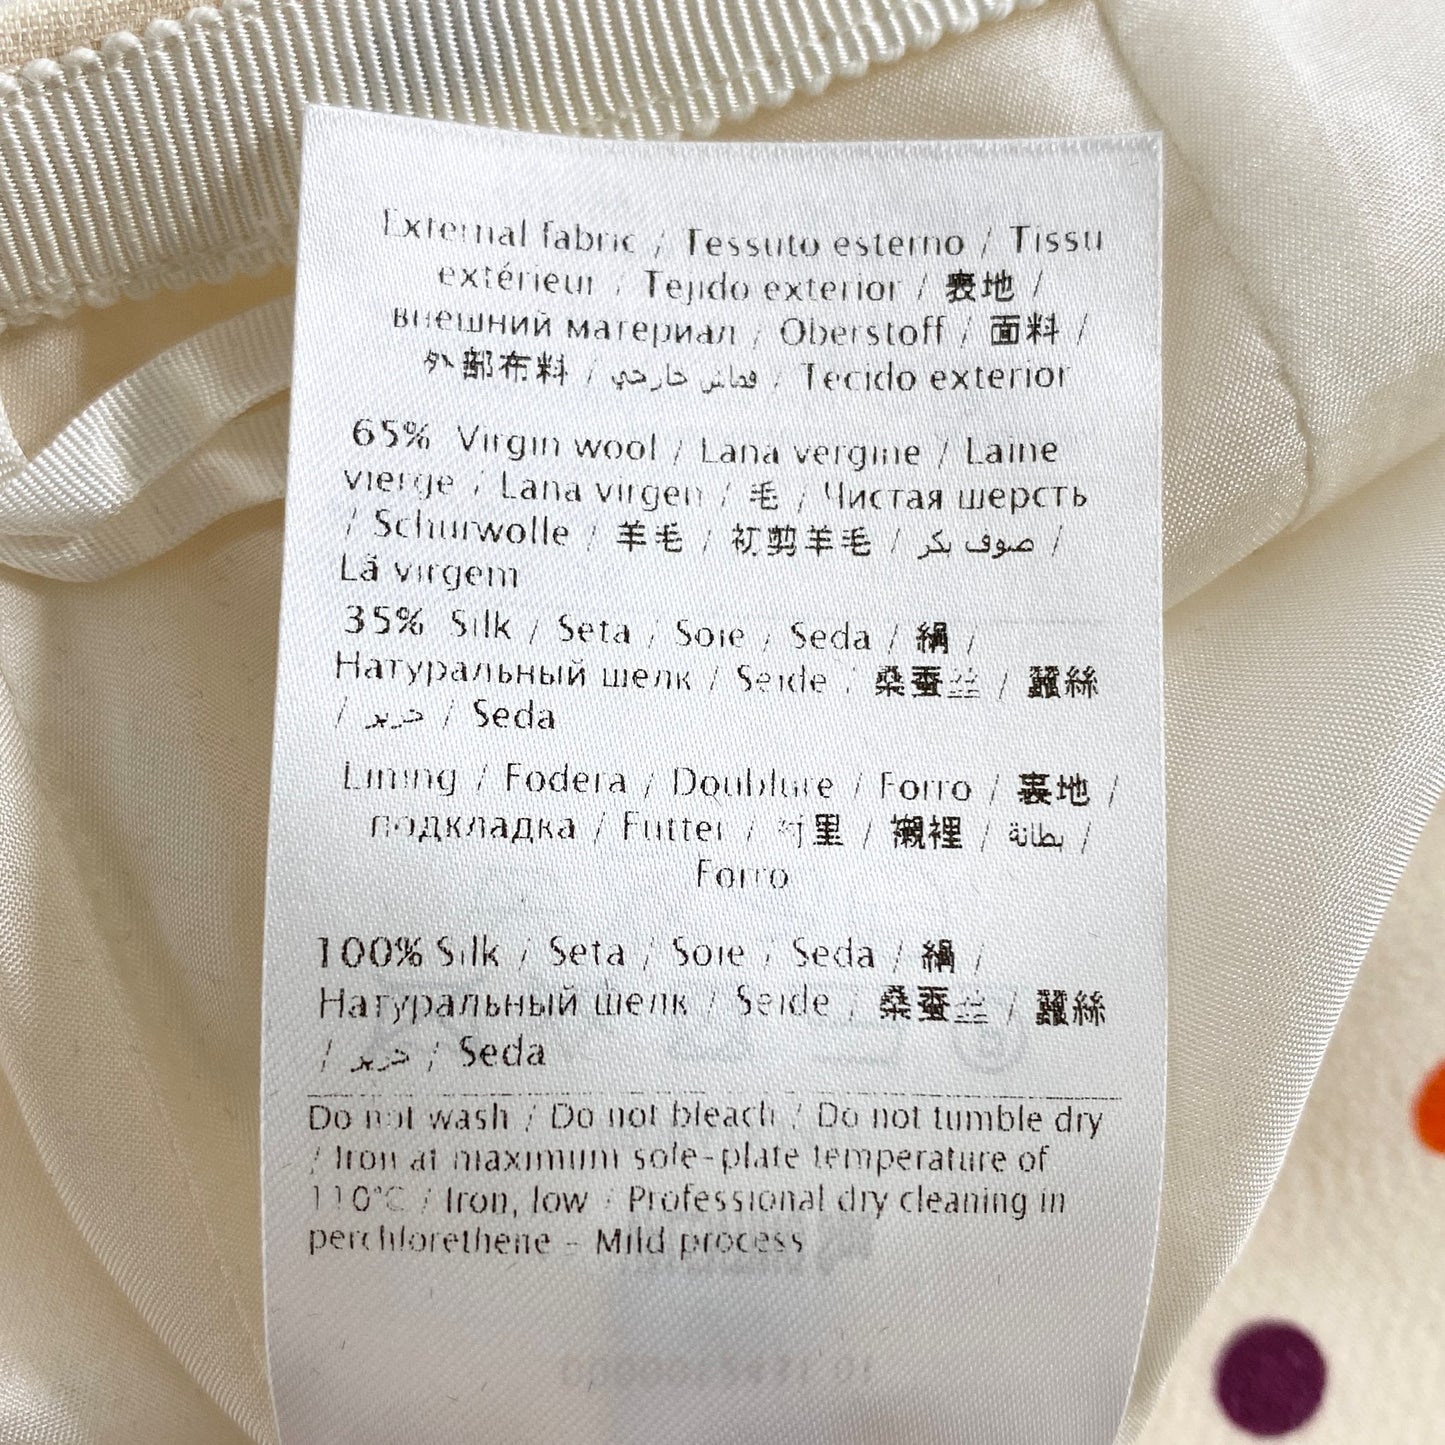 External fabric / Tessuto esterno / Tissu
extérieur / Tejido exterior / 表地 /
внешний материал / Oberstoff / 面料 /
外部布料 / قماش خارجي / Tecido exterior
65% Virgin wool / Lana vergine / Laine
vierge / Lana virgen / 毛 / Чистая шерсть
/ Schurwolle / 羊毛 / 初剪羊毛 / صوف بكر /
Lã virgem
35% Silk / Seta / Soie / Seda / 絹 /
Натуральный шелк / Seide / 桑蚕丝 / 蠶絲
/ حرير / Seda
Lining / Fodera / Doublure / Forro / 裏地 /
подкладка / Futter / 衬里 / 襯裡 / بطانة /
Forro
100% Silk / Seta / Soie / Seda / 絹 /
Натуральный шелк / Seide / 桑蚕丝 / 蠶絲
/ حرير / Seda
Do not wash / Do not bleach / Do not tumble dry
/ Iron at maximum sole-plate temperature of
110°C / Iron, low / Professional dry cleaning in
perchlorethene - Mild process